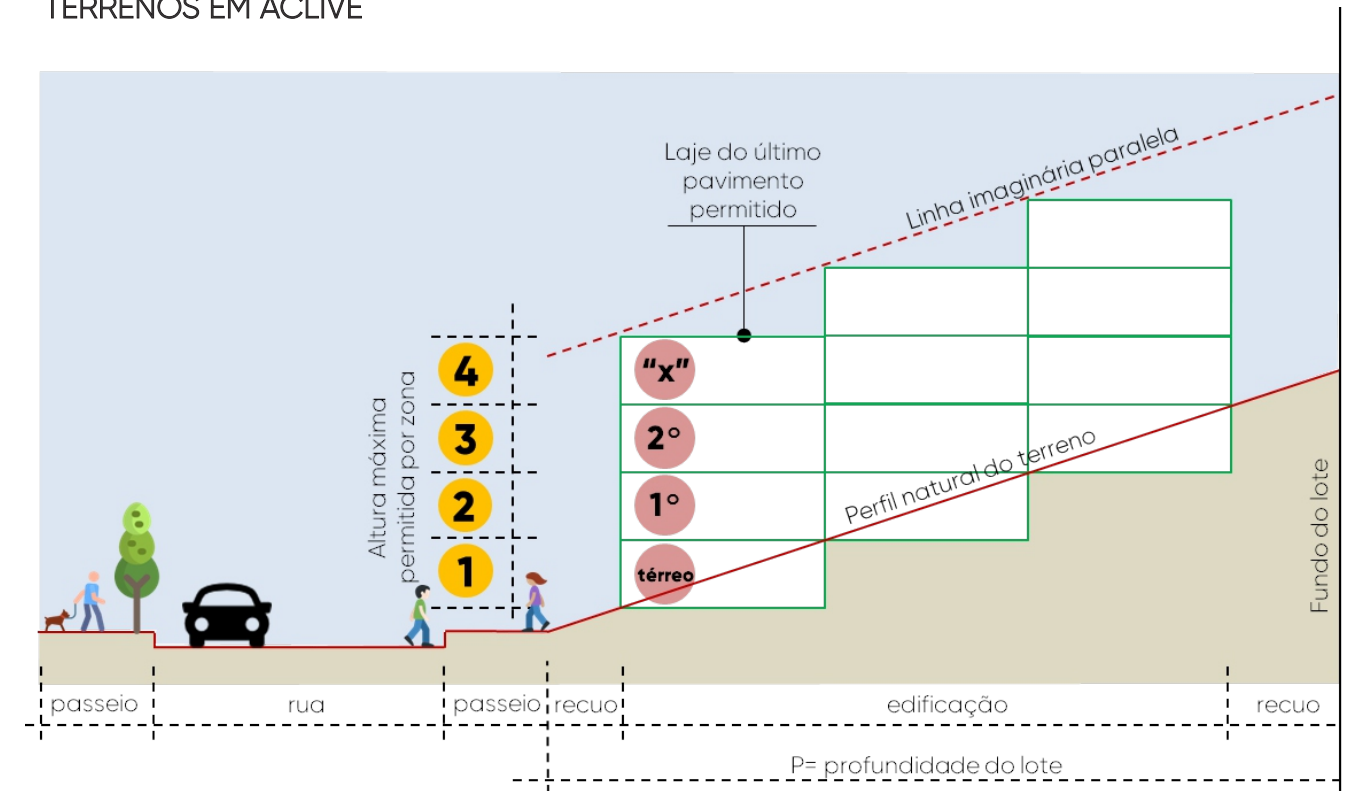 TERRENOS EM ACLIVE
Laje do último
pavimento
permitido
Linha imaginária paralela
Altura máxima
permitida por zona
4
3
2
1
"x"
2°
1°
térreo
Perfil natural do terreno
Fundo do lote
passeio
rua
passeio
recuo
edificação
recuo
P= profundidade do lote